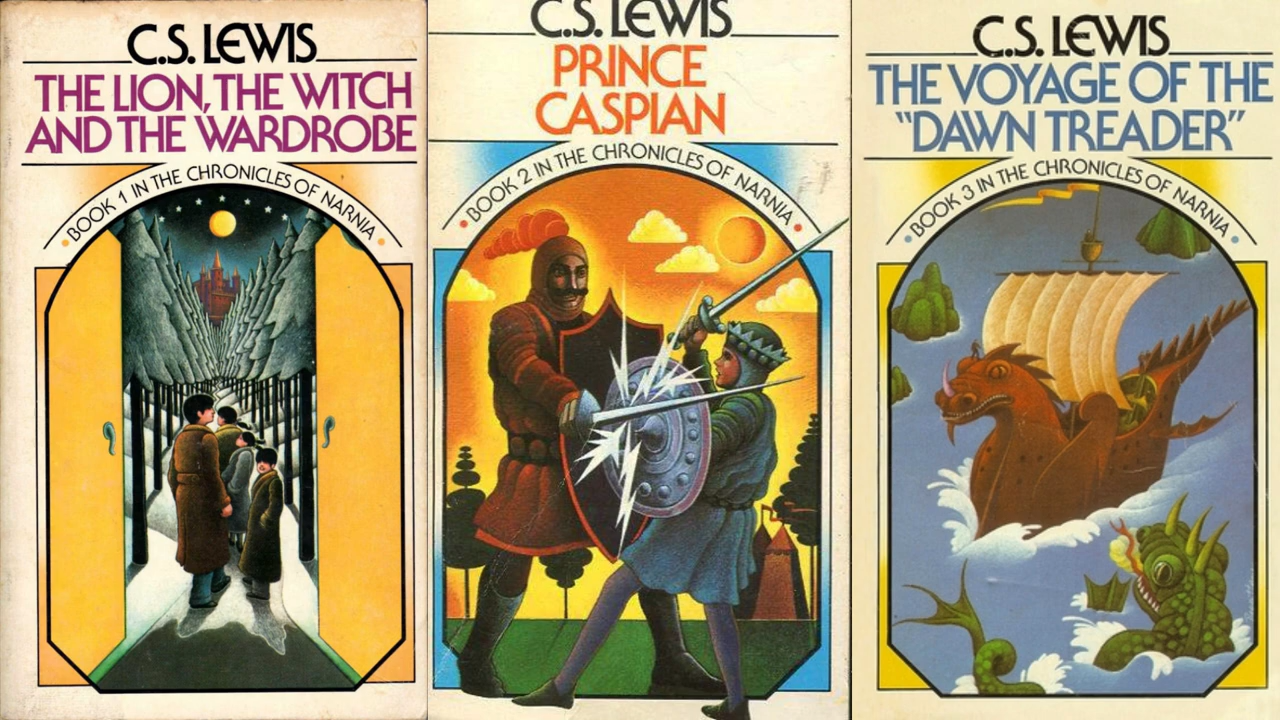 C.S. LEWIS
THE LION, THE WITCH
AND THE WARDROBE
BOOK 1 IN THE CHRONICLES OF NARNIA
C.S. LEWIS
PRINCE
CASPIAN
BOOK 2 IN THE CHRONICLES OF NARNIA
C.S. LEWIS
THE VOYAGE OF THE
"DAWN TREADER"
BOOK 3 IN THE CHRONICLES OF NARNIA